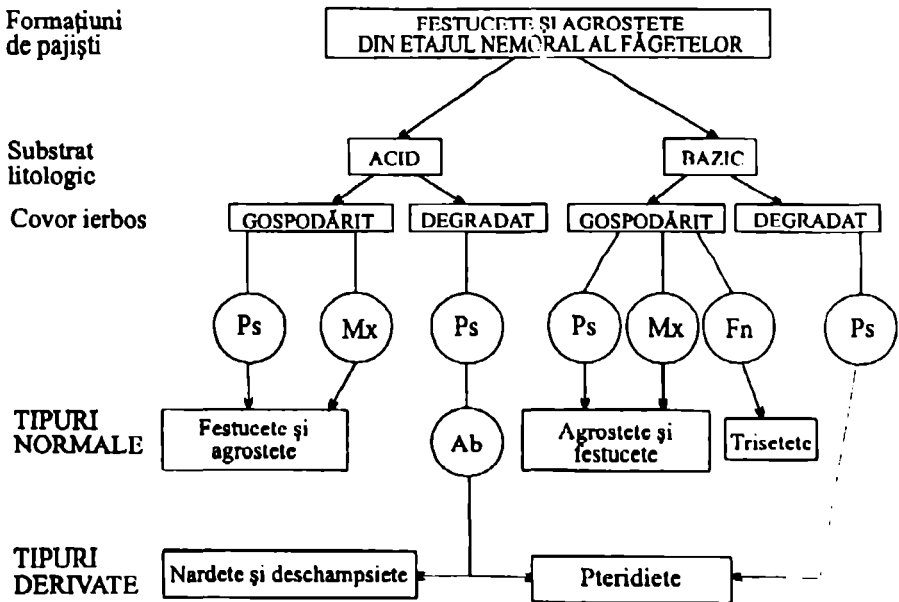 Formațiuni
de pajiști
FESTUCETE ȘI AGROSTETE
DIN ETAJUL NEMORAL AL FĂGETELOR
Substrat
litologic
ACID
BAZIC
Covor ierbos
GOSPODĂRIT
DEGRADAT
GOSPODĂRIT
DEGRADAT
Ps
Mx
Ps
Ps
Mx
Fn
Ps
TIPURI
NORMALE
Festucete și
agrostete
Ab
Agrostete și
festucete
Trisetete
TIPURI
DERIVATE
Nardete și deschampsiete
Pteridiete